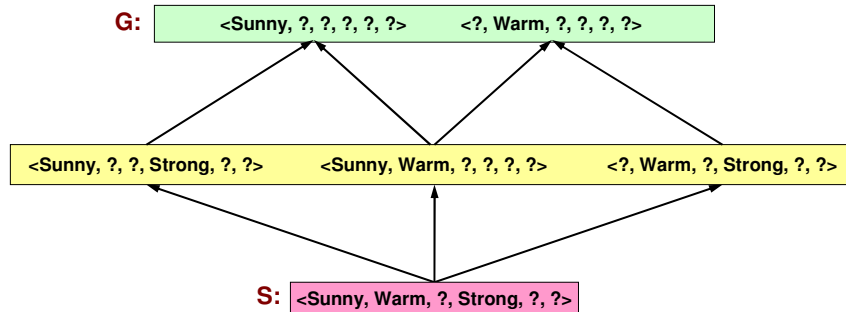 G: <Sunny, ?, ?, ?, ?, ?> <?, Warm, ?, ?, ?, ?>
<Sunny, ?, ?, Strong, ?, ?> <Sunny, Warm, ?, ?, ?, ?> <?, Warm, ?, Strong, ?, ?>
S: <Sunny, Warm, ?, Strong, ?, ?>